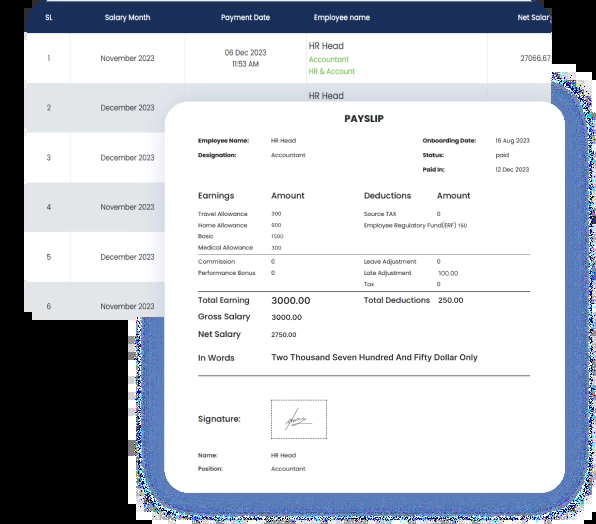 SL Salary Month Payment Date Employee name Net Salar
1 November 2023 06 Dec 2023 11:53 AM HR Head Accountant HR & Account 27066.67
2 December 2023 HR Head
3 December 2023
4 November 2023
5 December 2023
6 November 2023
PAYSLIP
Employee Name: HR Head Onboarding Date: 16 Aug 2023
Designation: Accountant Status: paid
Paid In: 12 Dec 2023
Earnings Amount Deductions Amount
Travel Allowance 300 Source TAX 0
Home Allowance 900 Employee Regulatory Fund(ERF) 150
Basic 1500
Medical Allowance 300
Commission 0 Leave Adjustment 0
Performance Bonus 0 Late Adjustment 100.00
Tax 0
Total Earning 3000.00 Total Deductions 250.00
Gross Salary 3000.00
Net Salary 2750.00
In Words Two Thousand Seven Hundred And Fifty Dollar Only
Signature:
Name: HR Head
Position: Accountant